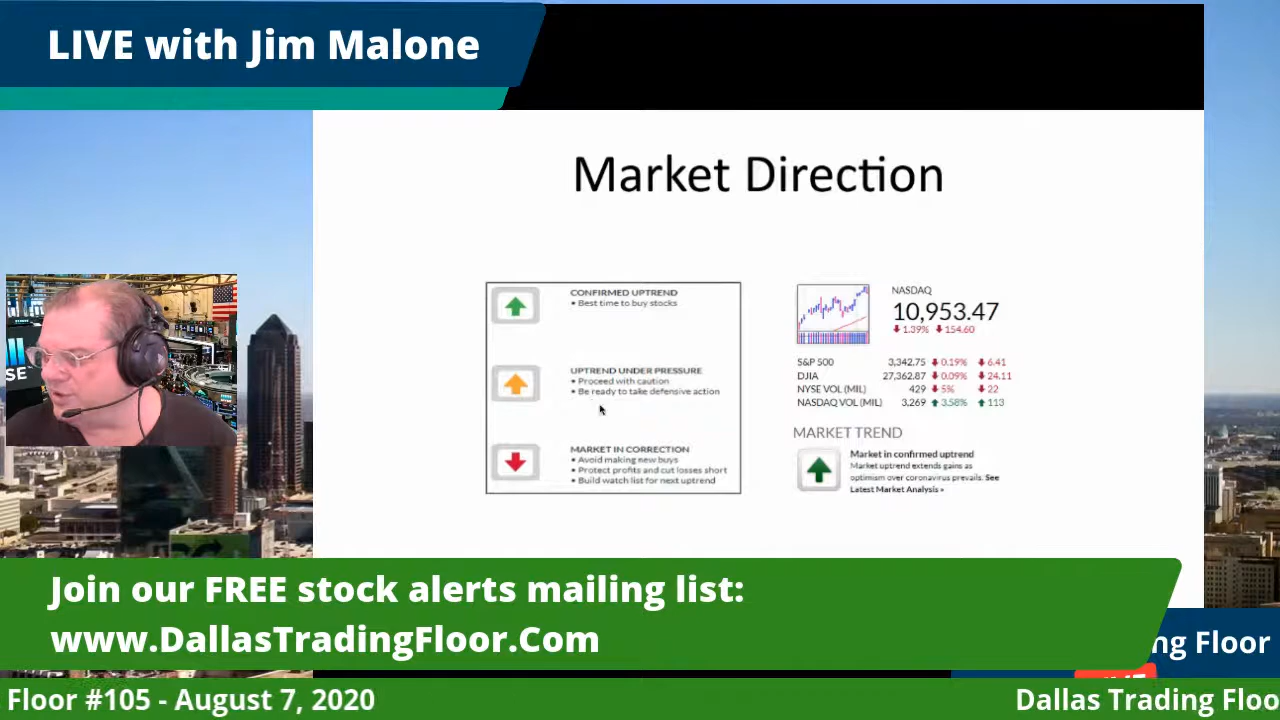 LIVE with Jim Malone
Market Direction
CONFIRMED UPTREND
• Best time to buy stocks
UPTREND UNDER PRESSURE
• Proceed with caution
• Be ready to take defensive action
MARKET IN CORRECTION
• Avoid making new buys
• Protect profits and cut losses short
• Build watch list for next uptrend
NASDAQ
10,953.47
1.39% 154.60
S&P 500 3,342.75 0.19% 6.41
DJIA 27,362.87 0.09% 24.11
NYSE VOL (MIL) 429 5% 22
NASDAQ VOL (MIL) 3,269 3.58% 113
MARKET TREND
Market in confirmed uptrend
Market uptrend extends gains as
optimism over coronavirus prevails. See
Latest Market Analysis »
SE
Join our FREE stock alerts mailing list:
www.DallasTradingFloor.Com
ng Floor
Floor #105 - August 7, 2020
Dallas Trading Floo